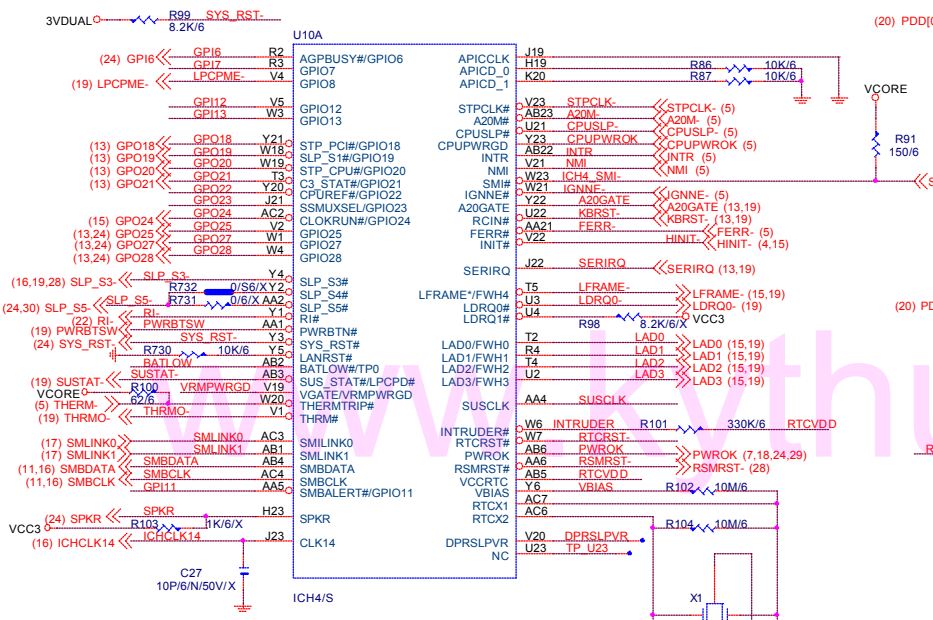 3VDUAL R99 SYS_RST- 8.2K/6
(20) PDD[0
U10A
(24) GPI6 GPI6 R2 AGPBUSY#/GPIO6
GPI7 R3 GPIO7
(19) LPCPME- LPCPME- V4 GPIO8
GPI12 V5 GPIO12
GPI13 W3 GPIO13
(13) GPO18 GPO18 Y21 STP_PCI#/GPIO18
(13) GPO19 GPO19 W18 SLP_S1#/GPIO19
(13) GPO20 GPO20 W19 STP_CPU#/GPIO20
(13) GPO21 GPO21 T3 C3_STAT#/GPIO21
GPO22 Y20 CPUREF#/GPIO22
GPO23 J21 SSMUXSEL/GPIO23
(15) GPO24 GPO24 AC2 CLOKRUN#/GPIO24
(13,24) GPO25 GPO25 V2 GPIO25
(13,24) GPO27 GPO27 W1 GPIO27
(13,24) GPO28 GPO28 W4 GPIO28
(16,19,28) SLP_S3- SLP_S3- Y4 SLP_S3#
R732 0/S6/X Y2 SLP_S4#
(24,30) SLP_S5- SLP_S5- R731 0/6/X AA2 SLP_S5#
(22) RI- RI- Y1 RI#
(19) PWRBTSW PWRBTSW AA1 PWRBTN#
(24) SYS_RST- SYS_RST- Y3 SYS_RST#
R730 10K/6 Y5 LANRST#
BATLOW AB2 BATLOW#/TP0
(19) SUSTAT- SUSTAT- AB3 SUS_STAT#/LPCPD#
VCORE R100 62/6 VRMPWRGD V19 VGATE/VRMPWRGD
(5) THERM- W20 THERMTRIP#
(19) THRMO- THRMO- V1 THRM#
(17) SMLINK0 SMLINK0 AC3 SMILINK0
(17) SMLINK1 SMLINK1 AB1 SMLINK1
(11,16) SMBDATA SMBDATA AB4 SMBDATA
(11,16) SMBCLK SMBCLK AC4 SMBCLK
GPI11 AA5 SMBALERT#/GPIO11
(24) SPKR SPKR H23 SPKR
VCC3 R103 1K/6/X
(16) ICHCLK14 ICHCLK14 J23 CLK14
C27
10P/6/N/50V/X
ICH4/S
APICCLK J19
APICD_0 H19 R86 10K/6
APICD_1 K20 R87 10K/6
VCORE
R91
150/6
STPCLK# V23 STPCLK- STPCLK- (5)
A20M# AB23 A20M- A20M- (5)
CPUSLP# U21 CPUSLP- CPUSLP- (5)
CPUPWRGD Y23 CPUPWROK CPUPWROK (5)
INTR AB22 INTR INTR (5)
NMI V21 NMI NMI (5)
SMI# W23 ICH4_SMI- S
IGNNE# W21 IGNNE- IGNNE- (5)
A20GATE Y22 A20GATE A20GATE (13,19)
RCIN# U22 KBRST- KBRST- (13,19)
FERR# AA21 FERR- FERR- (5)
INIT# V22 HINIT- HINIT- (4,15)
SERIRQ J22 SERIRQ SERIRQ (13,19)
LFRAME*/FWH4 T5 LFRAME- LFRAME- (15,19)
LDRQ0# U3 LDRQ0- LDRQ0- (19)
LDRQ1# U4 R98 8.2K/6/X VCC3
(20) PD
LAD0/FWH0 T2 LAD0 LAD0 (15,19)
LAD1/FWH1 R4 LAD1 LAD1 (15,19)
LAD2/FWH2 T4 LAD2 LAD2 (15,19)
LAD3/FWH3 U2 LAD3 LAD3 (15,19)
SUSCLK AA4 SUSCLK
INTRUDER# W6 INTRUDER R101 330K/6 RTCVDD
RTCRST# W7 RTCRST-
PWROK AB6 PWROK PWROK (7,18,24,29)
RSMRST# AA6 RSMRST- RSMRST- (28)
VCCRTC AB5 RTCVDD
VBIAS Y6 VBIAS R102 10M/6
RTCX1 AC7
RTCX2 AC6 R104 10M/6
DPRSLPVR V20 DPRSLPVR
NC U23 TP_U23
X1
R
www.kythu